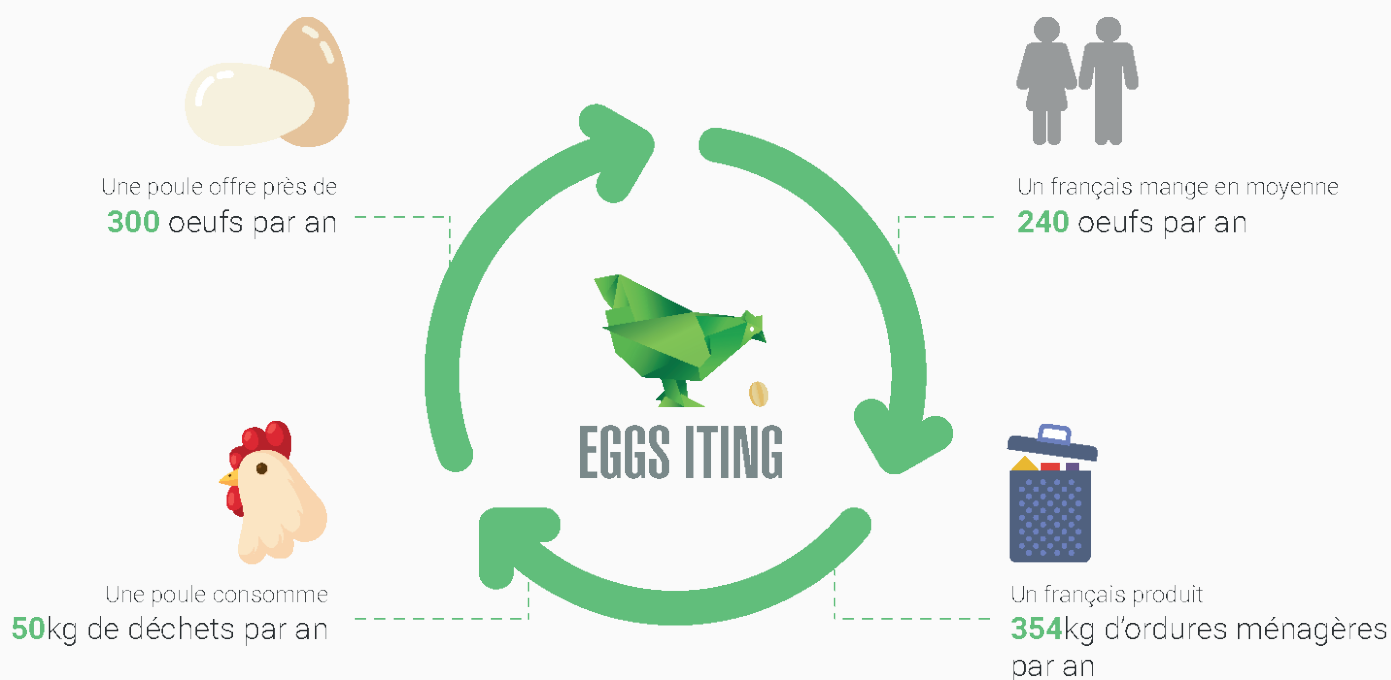 Une poule offre près de
300 oeufs par an
Un français mange en moyenne
240 oeufs par an
EGGS ITING
Une poule consomme
50kg de déchets par an
Un français produit
354kg d'ordures ménagères
par an